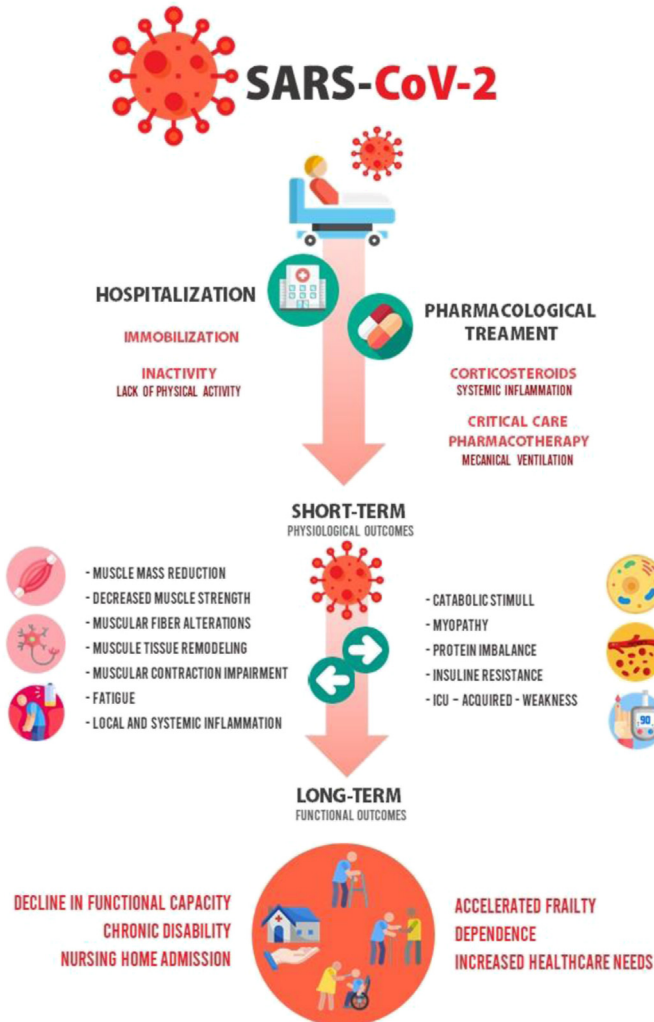 SARS-CoV-2
HOSPITALIZATION
IMMOBILIZATION
INACTIVITY
LACK OF PHYSICAL ACTIVITY
PHARMACOLOGICAL
TREAMENT
CORTICOSTEROIDS
SYSTEMIC INFLAMMATION
CRITICAL CARE
PHARMACOTHERAPY
MECANICAL VENTILATION
SHORT-TERM
PHYSIOLOGICAL OUTCOMES
- MUSCLE MASS REDUCTION
- DECREASED MUSCLE STRENGTH
- MUSCULAR FIBER ALTERATIONS
- MUSCULE TISSUE REMODELING
- MUSCULAR CONTRACTION IMPAIRMENT
- FATIGUE
- LOCAL AND SYSTEMIC INFLAMMATION
- CATABOLIC STIMULL
- MYOPATHY
- PROTEIN IMBALANCE
- INSULINE RESISTANCE
- ICU – ACQUIRED - WEAKNESS
90
LONG-TERM
FUNCTIONAL OUTCOMES
DECLINE IN FUNCTIONAL CAPACITY
CHRONIC DISABILITY
NURSING HOME ADMISSION
ACCELERATED FRAILTY
DEPENDENCE
INCREASED HEALTHCARE NEEDS